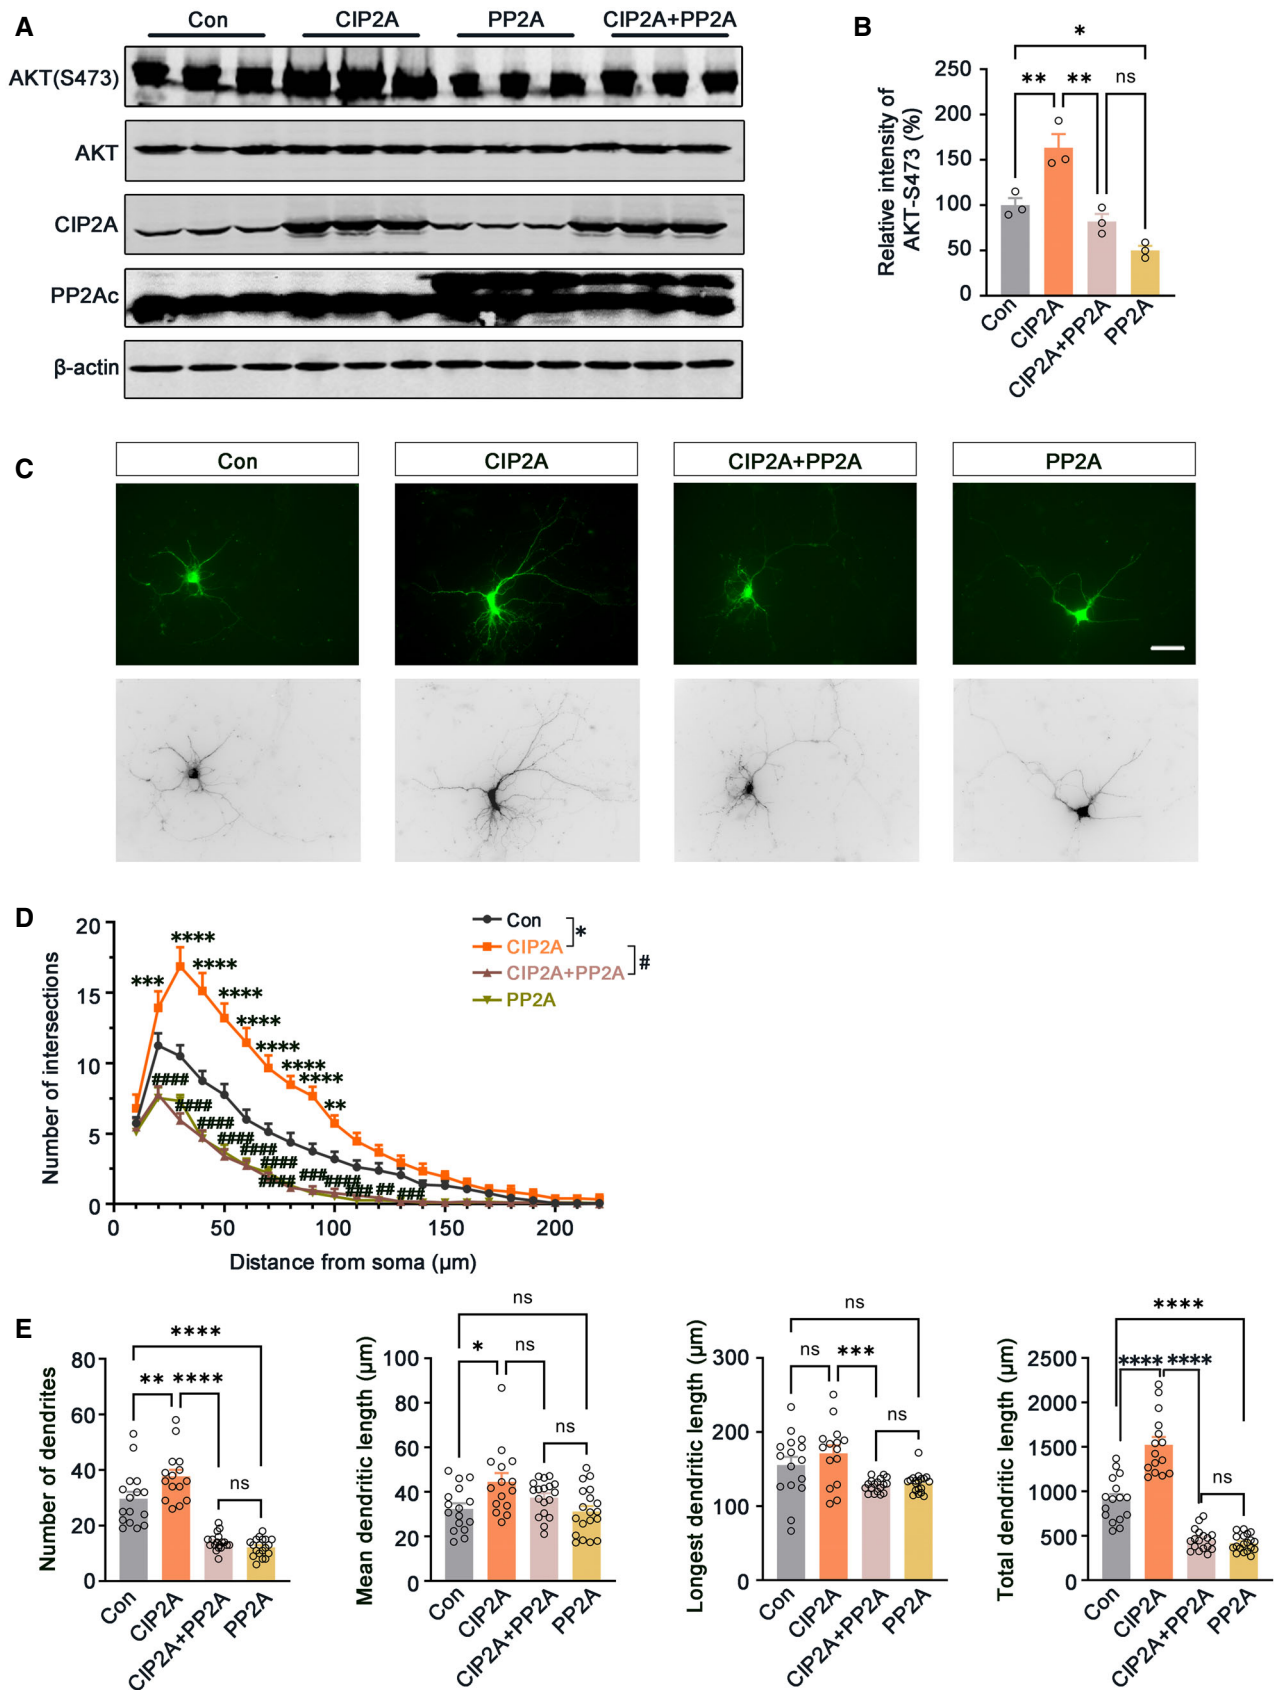 A
Con CIP2A PP2A CIP2A+PP2A
AKT(S473)
AKT
CIP2A
PP2Ac
β-actin
B
*
** ** ns
Relative intensity of
AKT-S473 (%)
250
200
150
100
50
0
Con CIP2A CIP2A+PP2A PP2A
C
Con CIP2A CIP2A+PP2A PP2A
D
Number of intersections
20
15
10
5
0
0 50 100 150 200
Distance from soma (μm)
Con
CIP2A
CIP2A+PP2A
PP2A
*
#
***
****
****
****
****
****
****
****
**
####
####
####
####
####
####
####
###
####
###
##
###
E
Number of dendrites
80
60
40
20
0
****
** ****
ns
Con CIP2A CIP2A+PP2A PP2A
Mean dendritic length (μm)
100
80
60
40
20
0
ns
* ns
ns
Con CIP2A CIP2A+PP2A PP2A
Longest dendritic length (μm)
300
200
100
0
ns
ns ***
ns
Con CIP2A CIP2A+PP2A PP2A
Total dendritic length (μm)
2500
2000
1500
1000
500
0
****
**** ****
ns
Con CIP2A CIP2A+PP2A PP2A